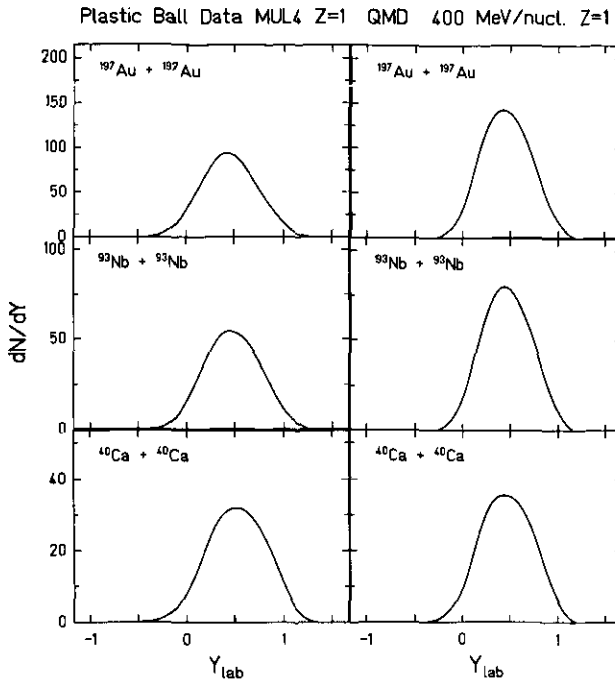 Plastic Ball Data MUL4 Z=1 QMD 400 MeV/nucl. Z=1
¹⁹⁷Au + ¹⁹⁷Au
¹⁹⁷Au + ¹⁹⁷Au
200
150
100
50
0
⁹³Nb + ⁹³Nb
⁹³Nb + ⁹³Nb
100
50
0
dN/dY
⁴⁰Ca + ⁴⁰Ca
⁴⁰Ca + ⁴⁰Ca
40
20
0
-1 0 1 -1 0 1
Y_lab Y_lab